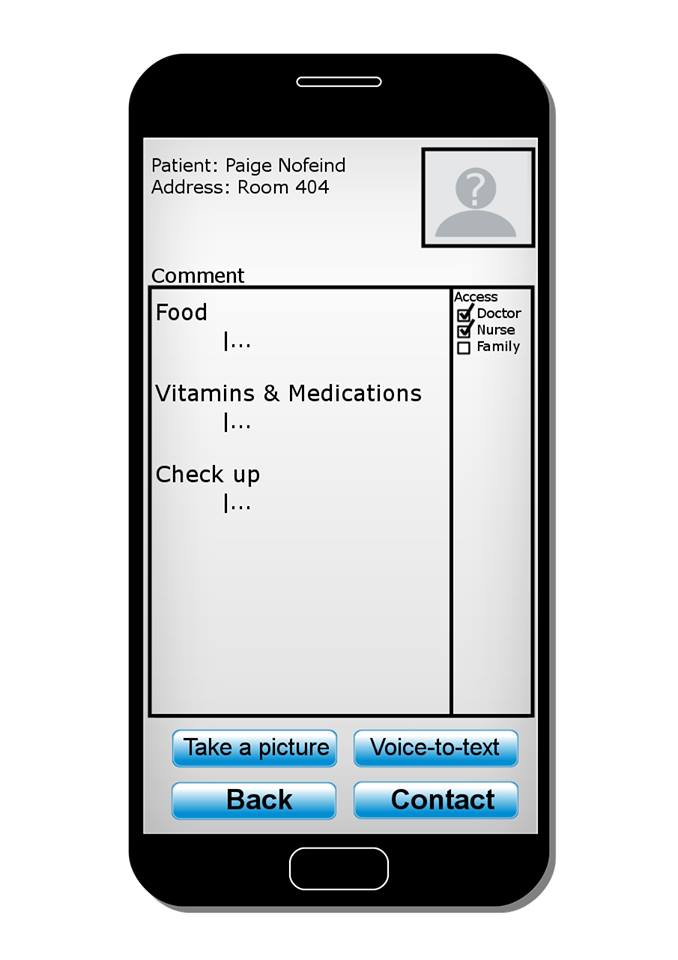 Patient: Paige Nofeind
Address: Room 404
?
Comment
Food
|...
Vitamins & Medications
|...
Check up
|...
Access
Doctor
Nurse
Family
Take a picture
Voice-to-text
Back
Contact